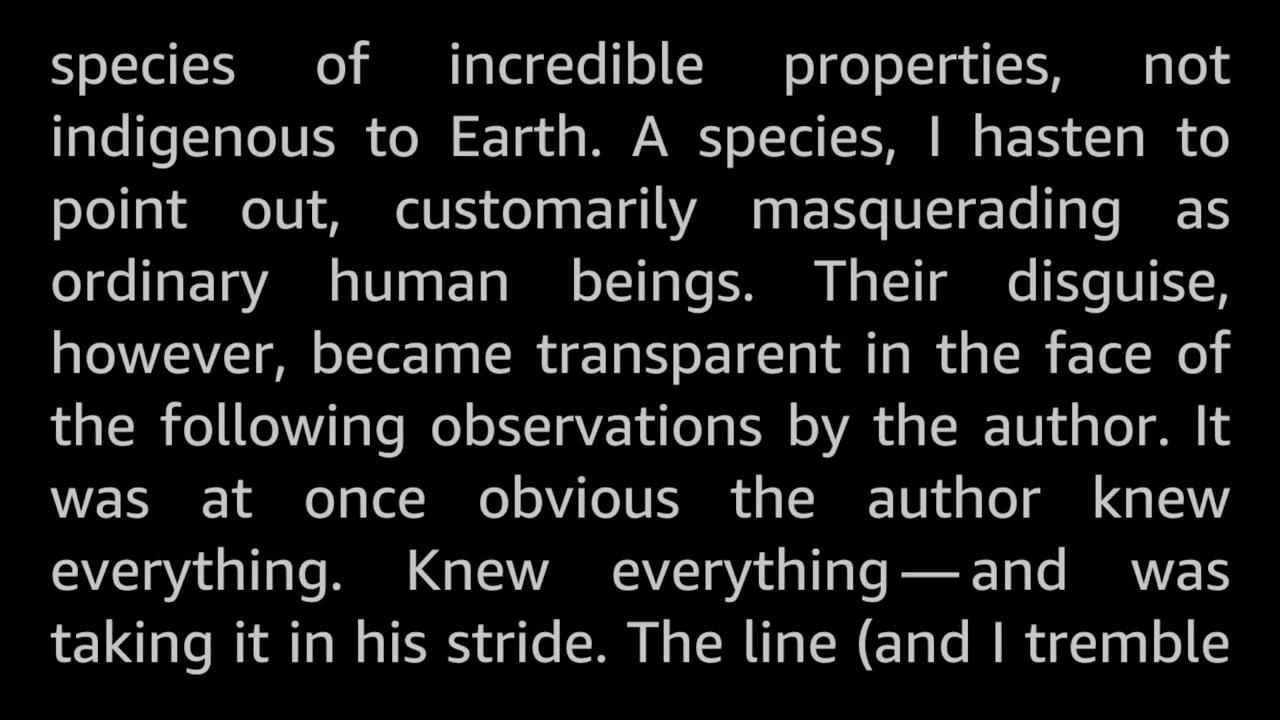 species of incredible properties, not
indigenous to Earth. A species, I hasten to
point out, customarily masquerading as
ordinary human beings. Their disguise,
however, became transparent in the face of
the following observations by the author. It
was at once obvious the author knew
everything. Knew everything — and was
taking it in his stride. The line (and I tremble